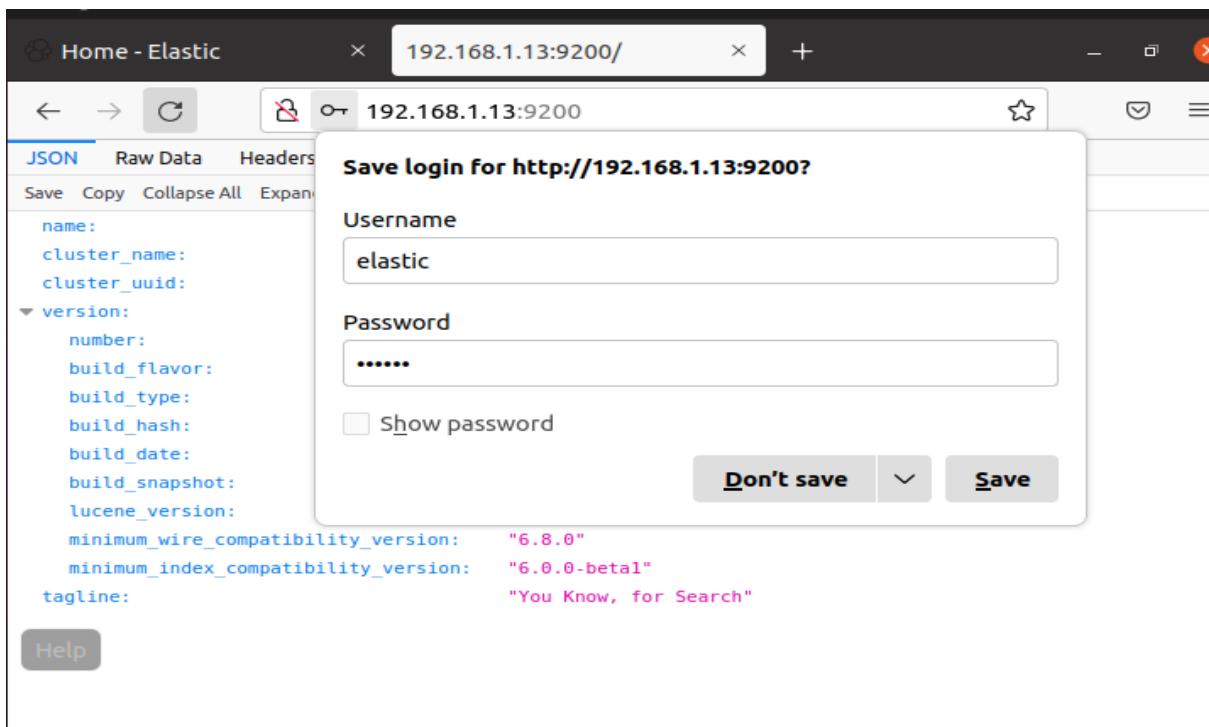 Home - Elastic
192.168.1.13:9200/
192.168.1.13:9200
JSON Raw Data Headers
Save Copy Collapse All
name:
cluster_name:
cluster_uuid:
version:
number:
build_flavor:
build_type:
build_hash:
build_date:
build_snapshot:
lucene_version:
minimum_wire_compatibility_version: "6.8.0"
minimum_index_compatibility_version: "6.0.0-beta1"
tagline: "You Know, for Search"
Help
Save login for http://192.168.1.13:9200?
Username
elastic
Password
••••••
Show password
Don't save Save